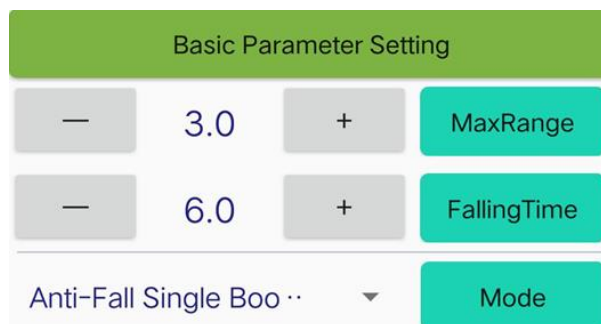 Basic Parameter Setting
— 3.0 + MaxRange
— 6.0 + FallingTime
Anti-Fall Single Boo ·· Mode